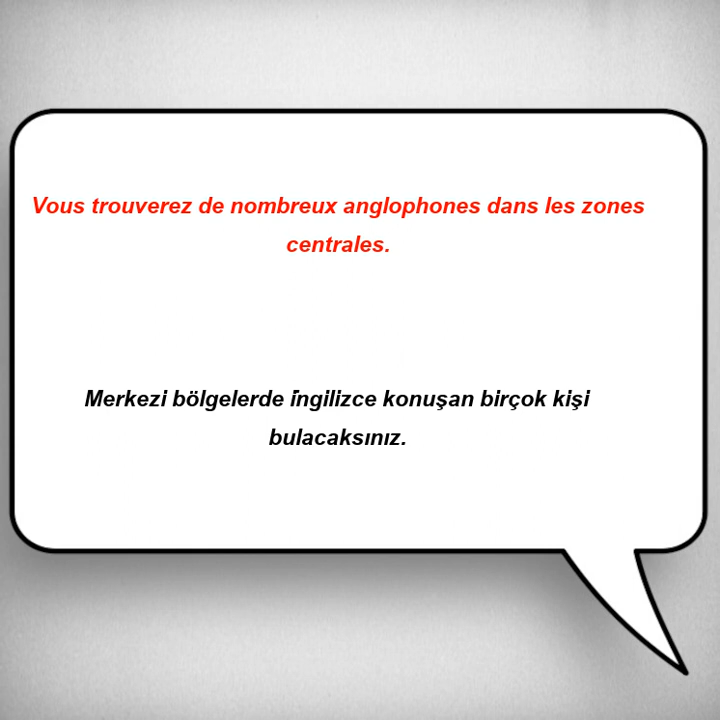 Vous trouverez de nombreux anglophones dans les zones
centrales.
Merkezi bölgelerde i̇ngilizce konuşan birçok kişi
bulacaksınız.